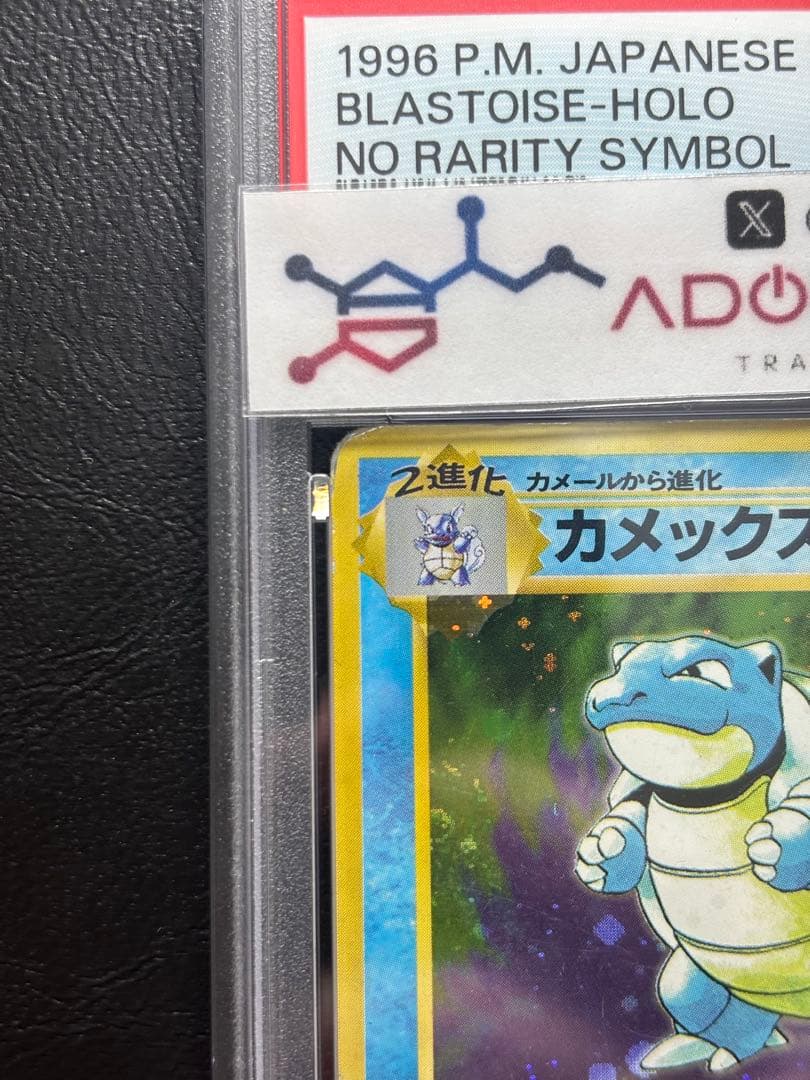 1996 P.M. JAPANESE
BLASTOISE-HOLO
NO RARITY SYMBOL
X
ADO
TRA
2進化 カメールから進化
カメックス